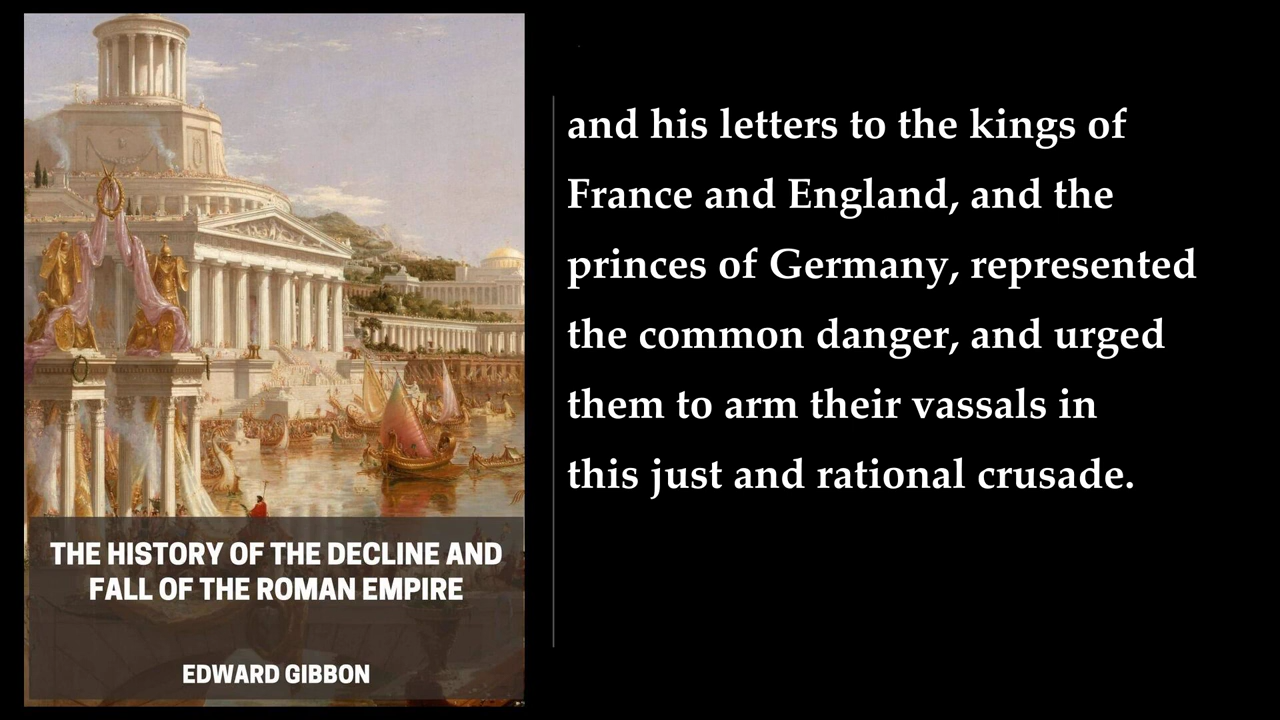 THE HISTORY OF THE DECLINE AND
FALL OF THE ROMAN EMPIRE
EDWARD GIBBON
and his letters to the kings of
France and England, and the
princes of Germany, represented
the common danger, and urged
them to arm their vassals in
this just and rational crusade.